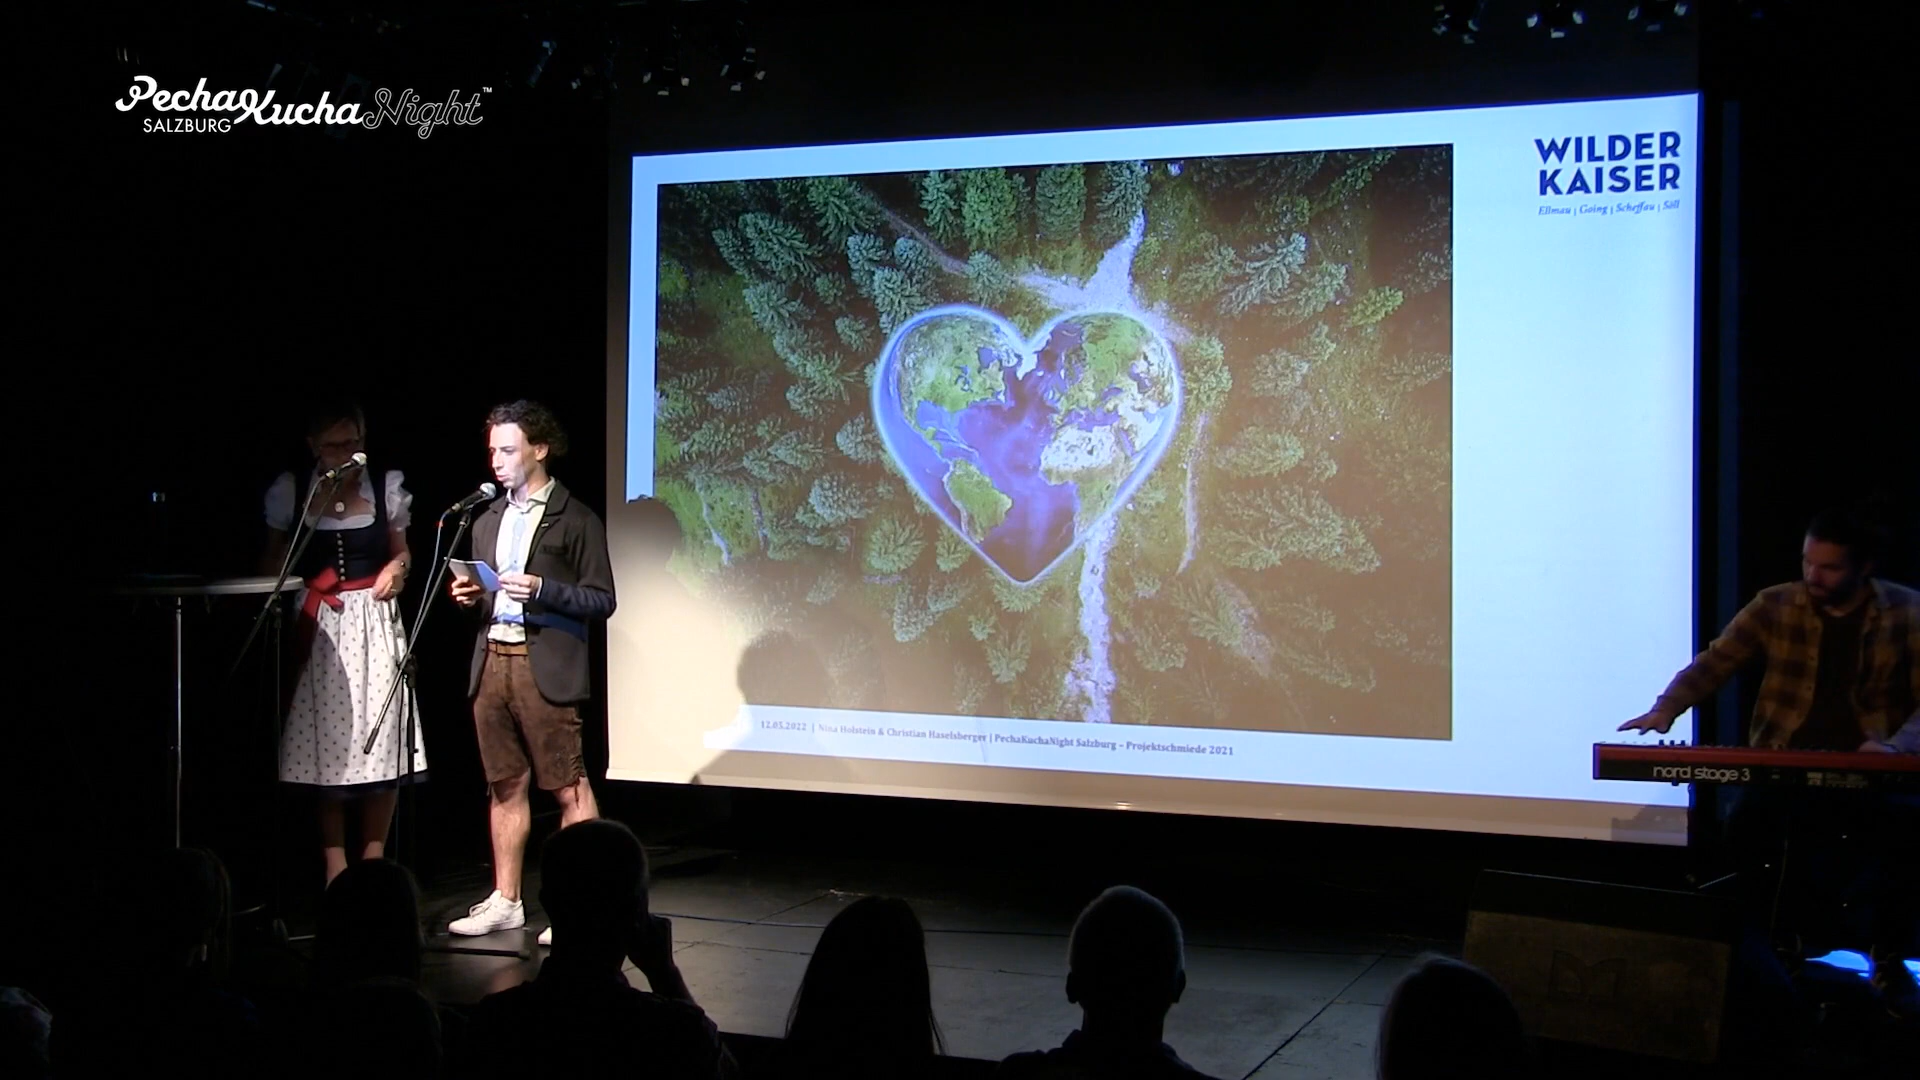 PechaKucha Night™
SALZBURG
WILDER
KAISER
Ellmau | Going | Scheffau | Söll
12.05.2022 | Nina Holstein & Christian Haselsberger | PechaKuchaNight Salzburg – Projektschmiede 2021
nord stage 3